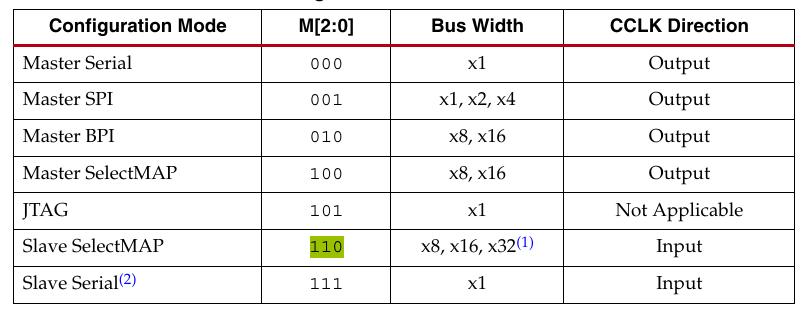 Configuration Mode M[2:0] Bus Width CCLK Direction
Master Serial 000 x1 Output
Master SPI 001 x1, x2, x4 Output
Master BPI 010 x8, x16 Output
Master SelectMAP 100 x8, x16 Output
JTAG 101 x1 Not Applicable
Slave SelectMAP 110 x8, x16, x32(1) Input
Slave Serial(2) 111 x1 Input